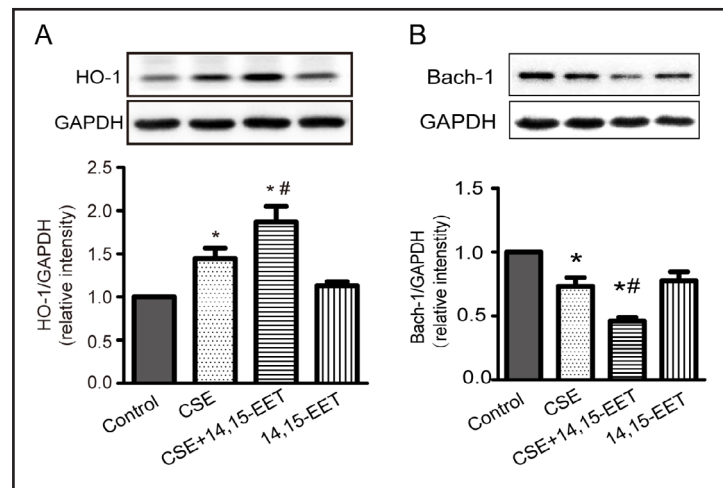 A
HO-1
GAPDH
2.5
2.0
1.5
1.0
0.5
0.0
HO-1/GAPDH
(relative intensity)
*
* #
Control
CSE
CSE+14,15-EET
14,15-EET
B
Bach-1
GAPDH
1.5
1.0
0.5
0.0
Bach-1/GAPDH
(relative intenstity)
*
*#
Control
CSE
CSE+14,15-EET
14,15-EET